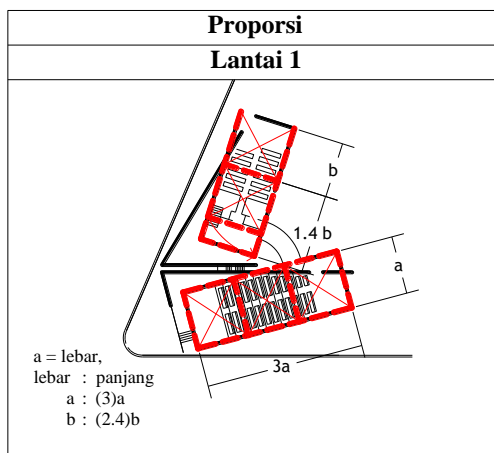 Proporsi
Lantai 1
b
1.4 b
a
3a
a = lebar,
lebar : panjang
a : (3)a
b : (2.4)b